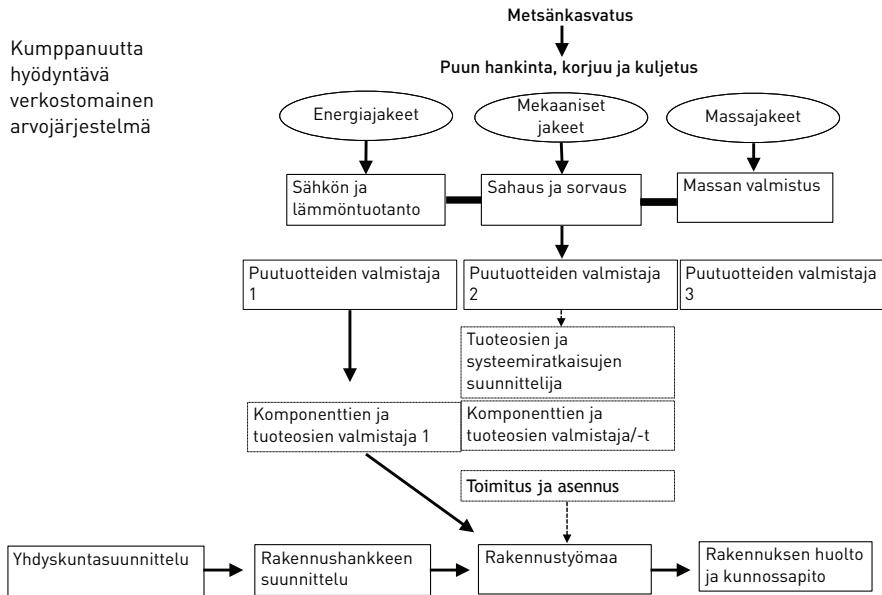 Metsänkasvatus
Kumppanuutta
hyödyntävä
verkostomainen
arvojärjestelmä
Puun hankinta, korjuu ja kuljetus
Energiajakeet
Mekaaniset
jakeet
Massajakeet
Sähkön ja
lämmöntuotanto
Sahaus ja sorvaus
Massan valmistus
Puutuotteiden valmistaja
1
Puutuotteiden valmistaja
2
Puutuotteiden valmistaja
3
Tuoteosien ja
systeemiratkaisujen
suunnittelija
Komponenttien ja
tuoteosien valmistaja 1
Komponenttien ja
tuoteosien valmistaja/-t
Toimitus ja asennus
Yhdyskuntasuunnittelu
Rakennushankkeen
suunnittelu
Rakennustyömaa
Rakennuksen huolto
ja kunnossapito